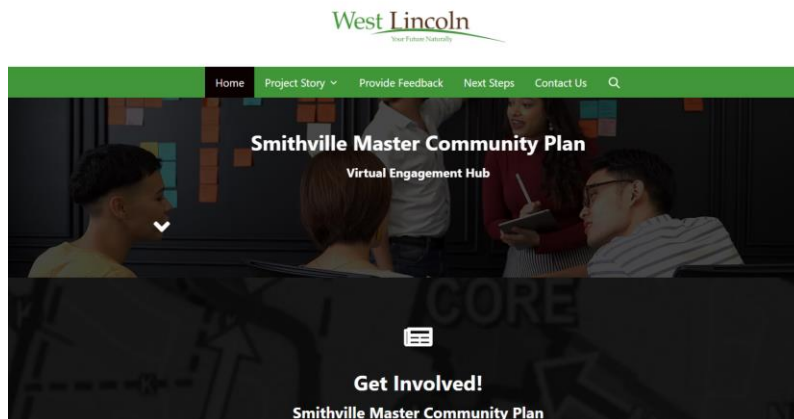 West Lincoln
Your Future Naturally
Home Project Story Provide Feedback Next Steps Contact Us
Smithville Master Community Plan
Virtual Engagement Hub
CORE
K
Get Involved!
Smithville Master Community Plan